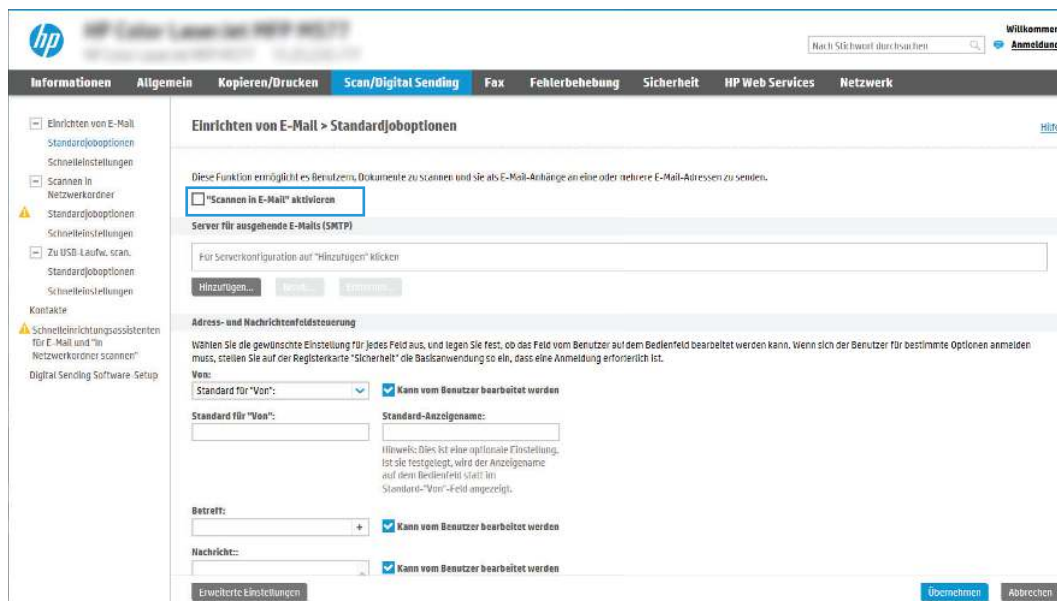 hp
HP Color LaserJet MFP M577
Willkommen
Nach Stichwort durchsuchen
Anmeldung
Informationen Allgemein Kopieren/Drucken Scan/Digital Sending Fax Fehlerbehebung Sicherheit HP Web Services Netzwerk
Einrichten von E-Mail
Standardjoboptionen
Schnelleinstellungen
Scannen in
Netzwerkordner
Standardjoboptionen
Schnelleinstellungen
Zu USB-Laufw. scan.
Standardjoboptionen
Schnelleinstellungen
Kontakte
Schnelleinrichtungsassistenten
für E-Mail und "In
Netzwerkordner scannen"
Digital Sending Software-Setup
Einrichten von E-Mail > Standardjoboptionen
Hilfe
Diese Funktion ermöglicht es Benutzern, Dokumente zu scannen und sie als E-Mail-Anhänge an eine oder mehrere E-Mail-Adressen zu senden.
"Scannen in E-Mail" aktivieren
Server für ausgehende E-Mails (SMTP)
Für Serverkonfiguration auf "Hinzufügen" klicken
Hinzufügen...
Adress- und Nachrichtenfeldsteuerung
Wählen Sie die gewünschte Einstellung für jedes Feld aus, und legen Sie fest, ob das Feld vom Benutzer auf dem Bedienfeld bearbeitet werden kann. Wenn sich der Benutzer für bestimmte Optionen anmelden
muss, stellen Sie auf der Registerkarte "Sicherheit" die Basisanwendung so ein, dass eine Anmeldung erforderlich ist.
Von:
Standard für "Von": Kann vom Benutzer bearbeitet werden
Standard für "Von": Standard-Anzeigename:
Hinweis: Dies ist eine optionale Einstellung.
Ist sie festgelegt, wird der Anzeigename
auf dem Bedienfeld statt im
Standard-"Von"-Feld angezeigt.
Betreff:
+ Kann vom Benutzer bearbeitet werden
Nachricht::
Kann vom Benutzer bearbeitet werden
Erweiterte Einstellungen Übernehmen Abbrechen